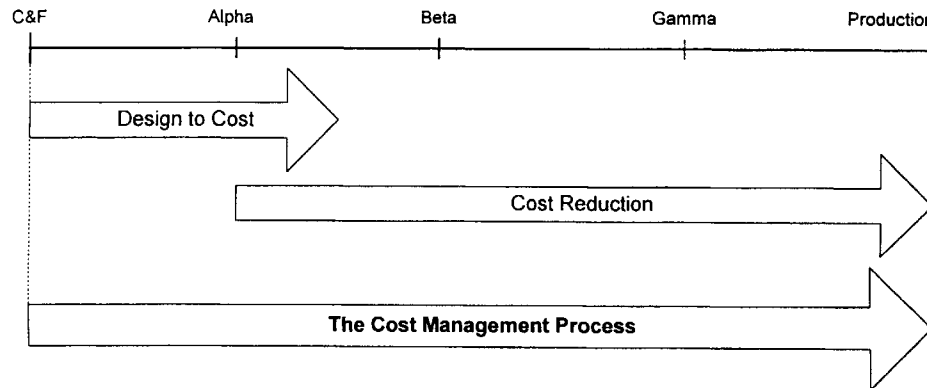 C&F Alpha Beta Gamma Production
Design to Cost
Cost Reduction
The Cost Management Process